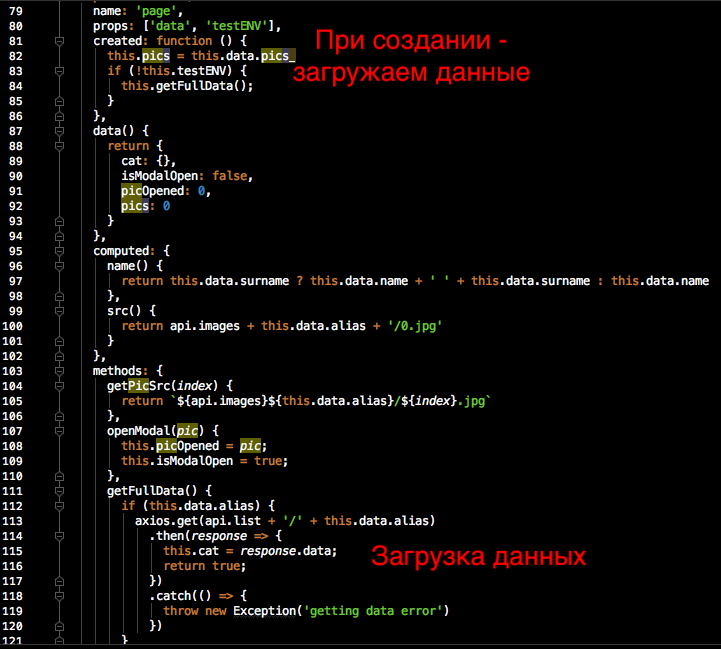 79 name: 'page',
80 props: ['data', 'testENV'],
81 created: function () {
При создании -
82 this.pics = this.data.pics_
загружаем данные
83 if (!this.testENV) {
84 this.getFullData();
85 }
86 },
87 data() {
88 return {
89 cat: {},
90 isModalOpen: false,
91 picOpened: 0,
92 pics: 0
93 }
94 },
95 computed: {
96 name() {
97 return this.data.surname ? this.data.name + ' ' + this.data.surname : this.data.name
98 },
99 src() {
100 return api.images + this.data.alias + '/0.jpg'
101 }
102 },
103 methods: {
104 getPicSrc(index) {
105 return `${api.images}${this.data.alias}/${index}.jpg`
106 },
107 openModal(pic) {
108 this.picOpened = pic;
109 this.isModalOpen = true;
110 },
111 getFullData() {
112 if (this.data.alias) {
113 axios.get(api.list + '/' + this.data.alias)
114 .then(response => {
115 this.cat = response.data;
Загрузка данных
116 return true;
117 })
118 .catch(() => {
119 throw new Exception('getting data error')
120 })
121 }